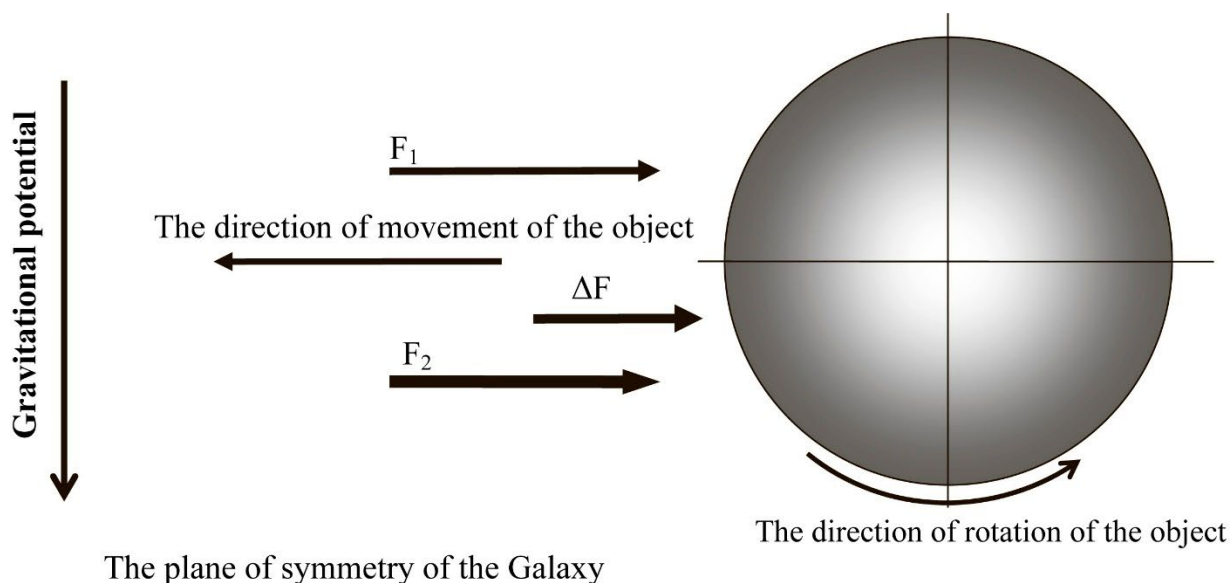 Gravitational potential
F₁
The direction of movement of the object
ΔF
F₂
The direction of rotation of the object
The plane of symmetry of the Galaxy